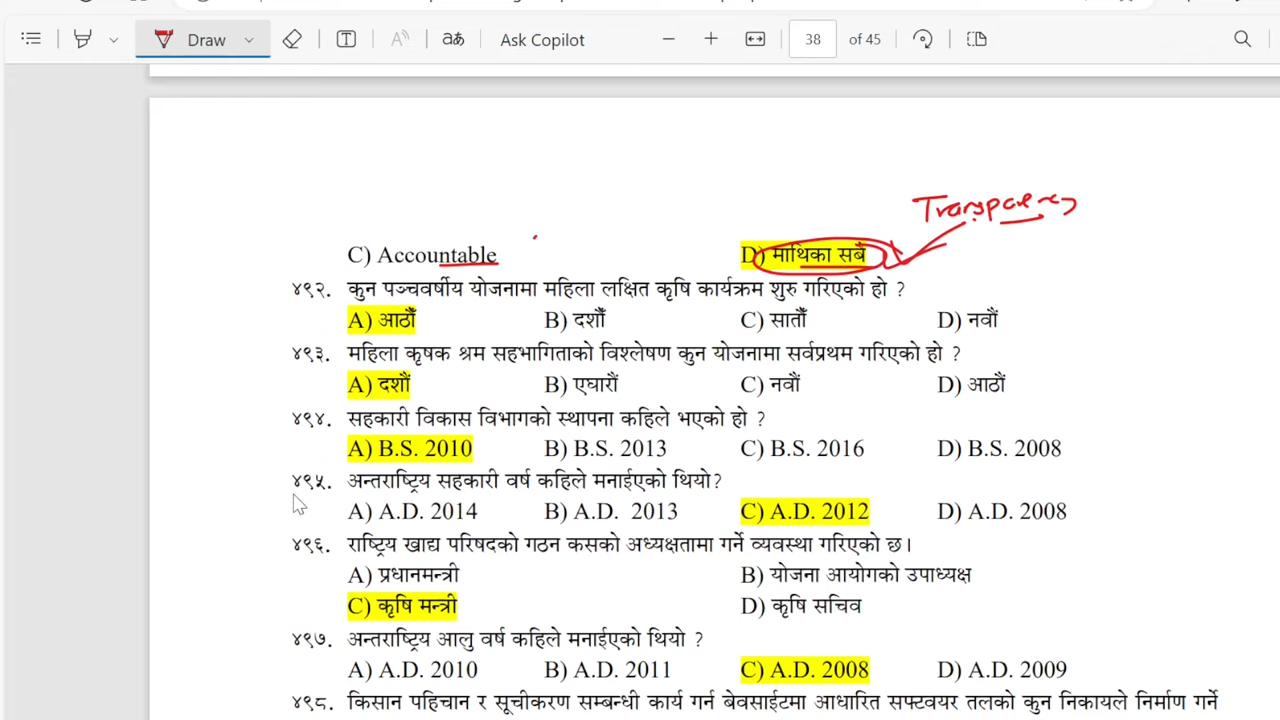 Draw
Ask Copilot
38 of 45
Transparency
C) Accountable D) माथिका सबै
४९२. कुन पञ्चवर्षीय योजनामा महिला लक्षित कृषि कार्यक्रम शुरु गरिएको हो ?
A) आठौँ B) दशौँ C) सातौँ D) नवौं
४९३. महिला कृषक श्रम सहभागिताको विश्लेषण कुन योजनामा सर्वप्रथम गरिएको हो ?
A) दशौं B) एघारौं C) नवौं D) आठौं
४९४. सहकारी विकास विभागको स्थापना कहिले भएको हो ?
A) B.S. 2010 B) B.S. 2013 C) B.S. 2016 D) B.S. 2008
४९५. अन्तराष्ट्रिय सहकारी वर्ष कहिले मनाईएको थियो?
A) A.D. 2014 B) A.D. 2013 C) A.D. 2012 D) A.D. 2008
४९६. राष्ट्रिय खाद्य परिषदको गठन कसको अध्यक्षतामा गर्ने व्यवस्था गरिएको छ।
A) प्रधानमन्त्री B) योजना आयोगको उपाध्यक्ष
C) कृषि मन्त्री D) कृषि सचिव
४९७. अन्तराष्ट्रिय आलु वर्ष कहिले मनाईएको थियो ?
A) A.D. 2010 B) A.D. 2011 C) A.D. 2008 D) A.D. 2009
४९८. किसान पहिचान र सूचीकरण सम्बन्धी कार्य गर्न बेवसाईटमा आधारित सफ्टवयर तलको कुन निकायले निर्माण गर्ने